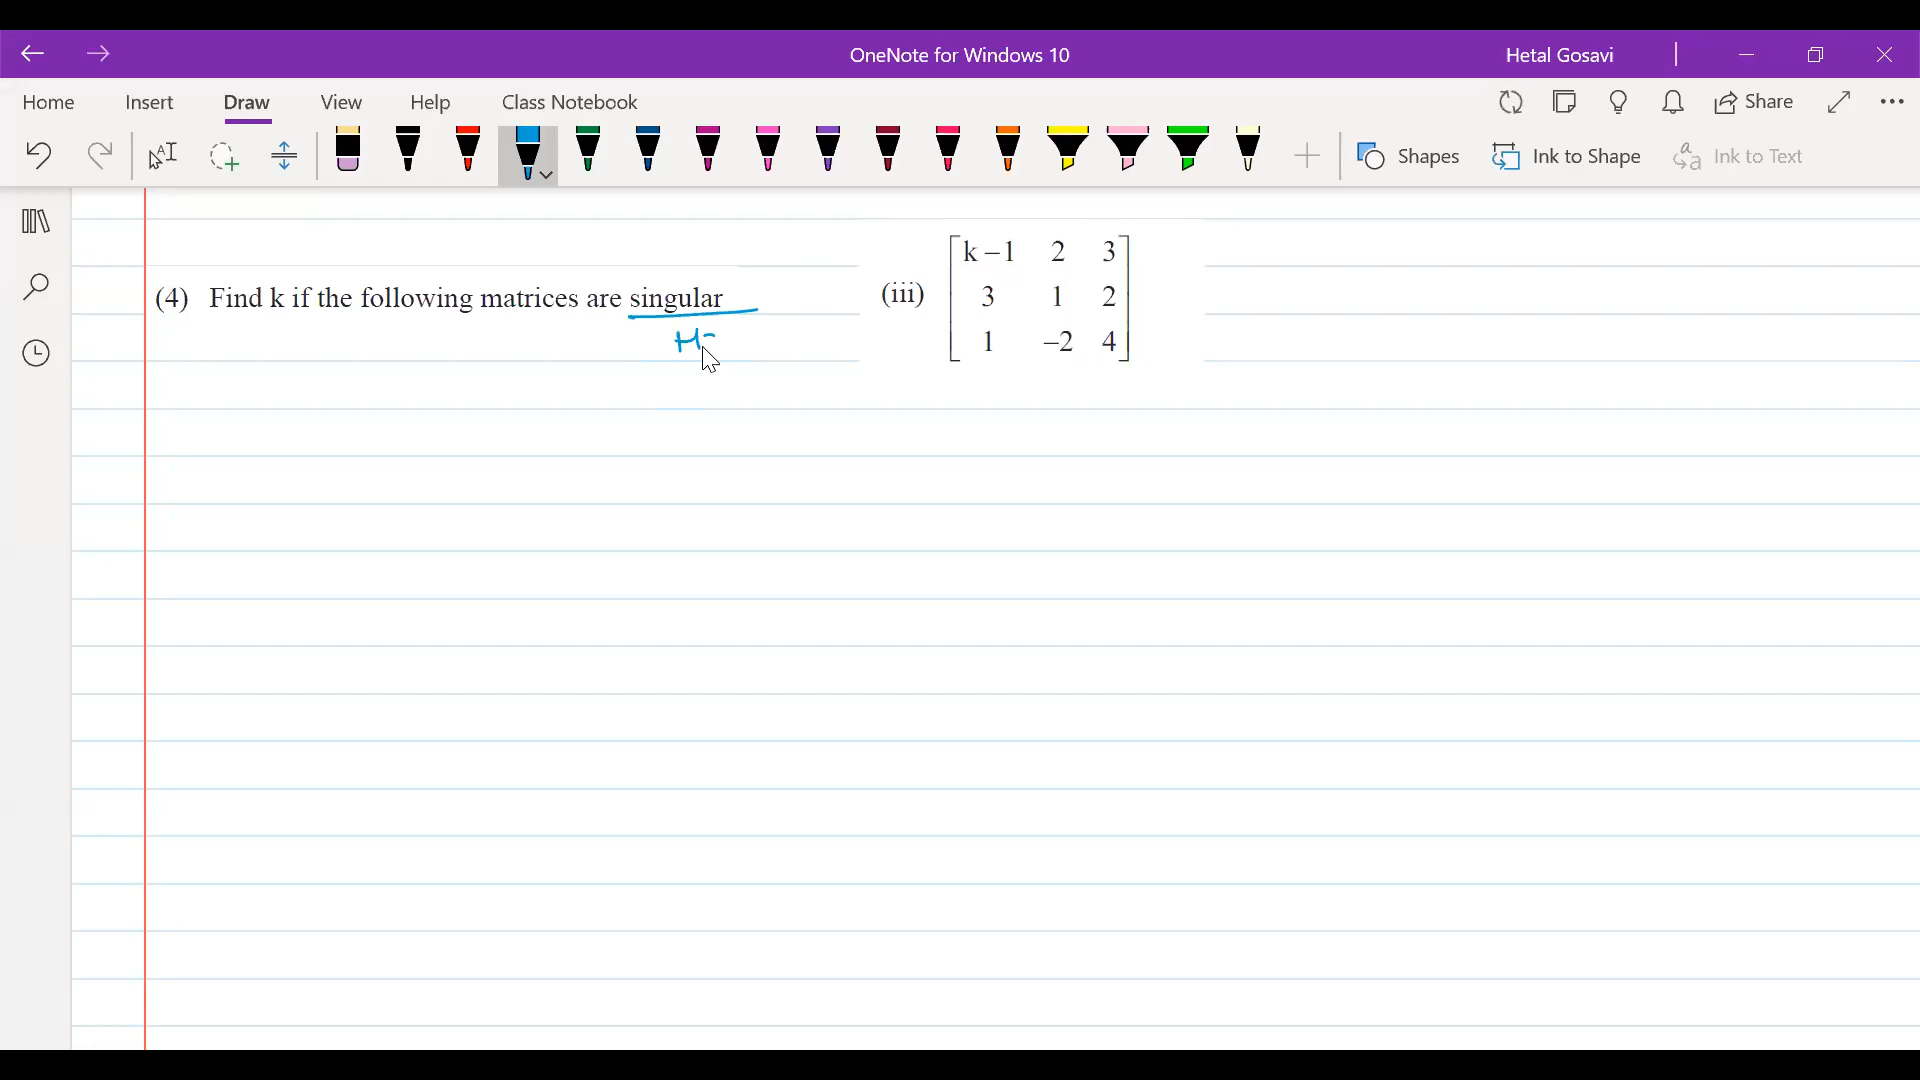 OneNote for Windows 10
Hetal Gosavi
Home Insert Draw View Help Class Notebook
Share
Shapes
Ink to Shape
Ink to Text
(4) Find k if the following matrices are singular
(iii)
k – 1 2 3
3 1 2
1 –2 4